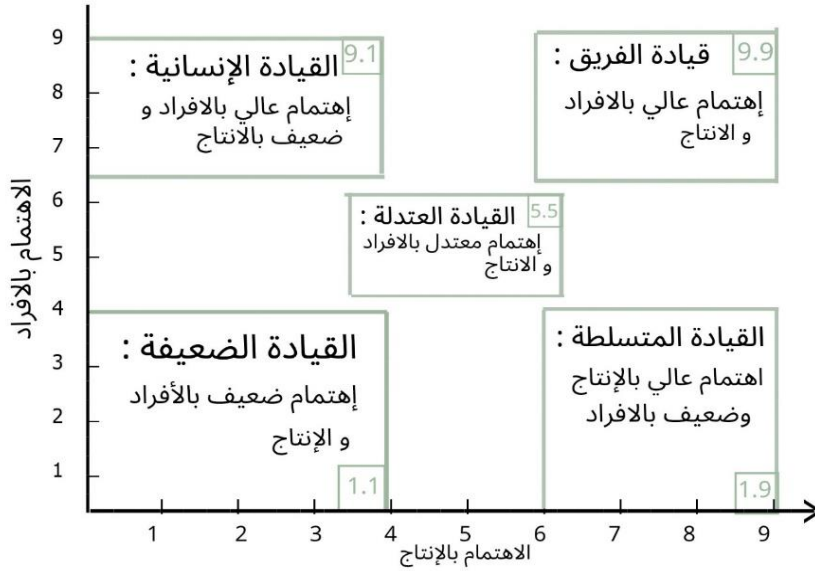 9
8
7
6
5
4
3
2
1
الاهتمام بالافراد
9.1
القيادة الإنسانية :
إهتمام عالي بالافراد و
ضعيف بالانتاج
9.9
قيادة الفريق :
إهتمام عالي بالافراد
و الانتاج
5.5
القيادة العتدلة :
إهتمام معتدل بالافراد
و الانتاج
القيادة الضعيفة :
إهتمام ضعيف بالأفراد
و الإنتاج
1.1
القيادة المتسلطة :
اهتمام عالي بالإنتاج
وضعيف بالافراد
1.9
1 2 3 4 5 6 7 8 9
الاهتمام بالإنتاج